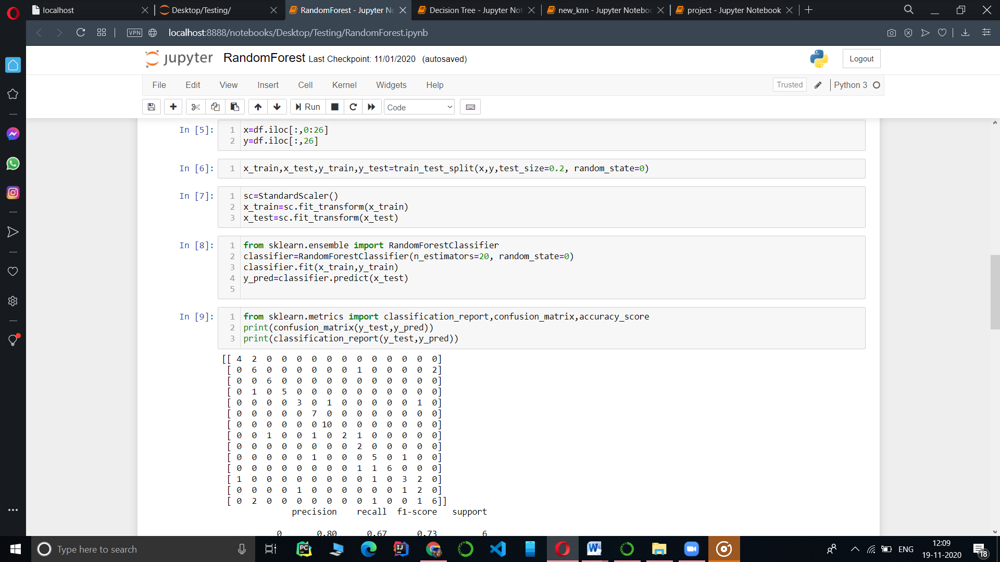 localhost
Desktop/Testing/
RandomForest - Jupyter No
Decision Tree - Jupyter Not
new_knn - Jupyter Notebo
project - Jupyter Notebook
VPN
localhost:8888/notebooks/Desktop/Testing/RandomForest.ipynb
jupyter RandomForest Last Checkpoint: 11/01/2020 (autosaved)
Logout
File Edit View Insert Cell Kernel Widgets Help
Trusted
Python 3
Run
Code
In [5]:
1 x=df.iloc[:,0:26]
2 y=df.iloc[:,26]
In [6]:
1 x_train,x_test,y_train,y_test=train_test_split(x,y,test_size=0.2, random_state=0)
In [7]:
1 sc=StandardScaler()
2 x_train=sc.fit_transform(x_train)
3 x_test=sc.fit_transform(x_test)
In [8]:
1 from sklearn.ensemble import RandomForestClassifier
2 classifier=RandomForestClassifier(n_estimators=20, random_state=0)
3 classifier.fit(x_train,y_train)
4 y_pred=classifier.predict(x_test)
5
In [9]:
1 from sklearn.metrics import classification_report,confusion_matrix,accuracy_score
2 print(confusion_matrix(y_test,y_pred))
3 print(classification_report(y_test,y_pred))
[[ 4 2 0 0 0 0 0 0 0 0 0 0 0 0]
[ 0 6 0 0 0 0 0 0 1 0 0 0 0 2]
[ 0 0 6 0 0 0 0 0 0 0 0 0 0 0]
[ 0 1 0 5 0 0 0 0 0 0 0 0 0 0]
[ 0 0 0 0 3 0 1 0 0 0 0 0 1 0]
[ 0 0 0 0 0 7 0 0 0 0 0 0 0 0]
[ 0 0 0 0 0 0 10 0 0 0 0 0 0 0]
[ 0 0 1 0 0 1 0 2 1 0 0 0 0 0]
[ 0 0 0 0 0 0 0 0 2 0 0 0 0 0]
[ 0 0 0 0 0 1 0 0 0 5 0 1 0 0]
[ 0 0 0 0 0 0 0 0 1 1 6 0 0 0]
[ 1 0 0 0 0 0 0 0 0 1 0 3 2 0]
[ 0 0 0 0 1 0 0 0 0 0 0 1 2 0]
[ 0 2 0 0 0 0 0 0 0 1 0 0 1 6]]
precision recall f1-score support
0 0.80 0.67 0.73 6
Type here to search
PC
IJ
W
ENG
12:09
19-11-2020
18